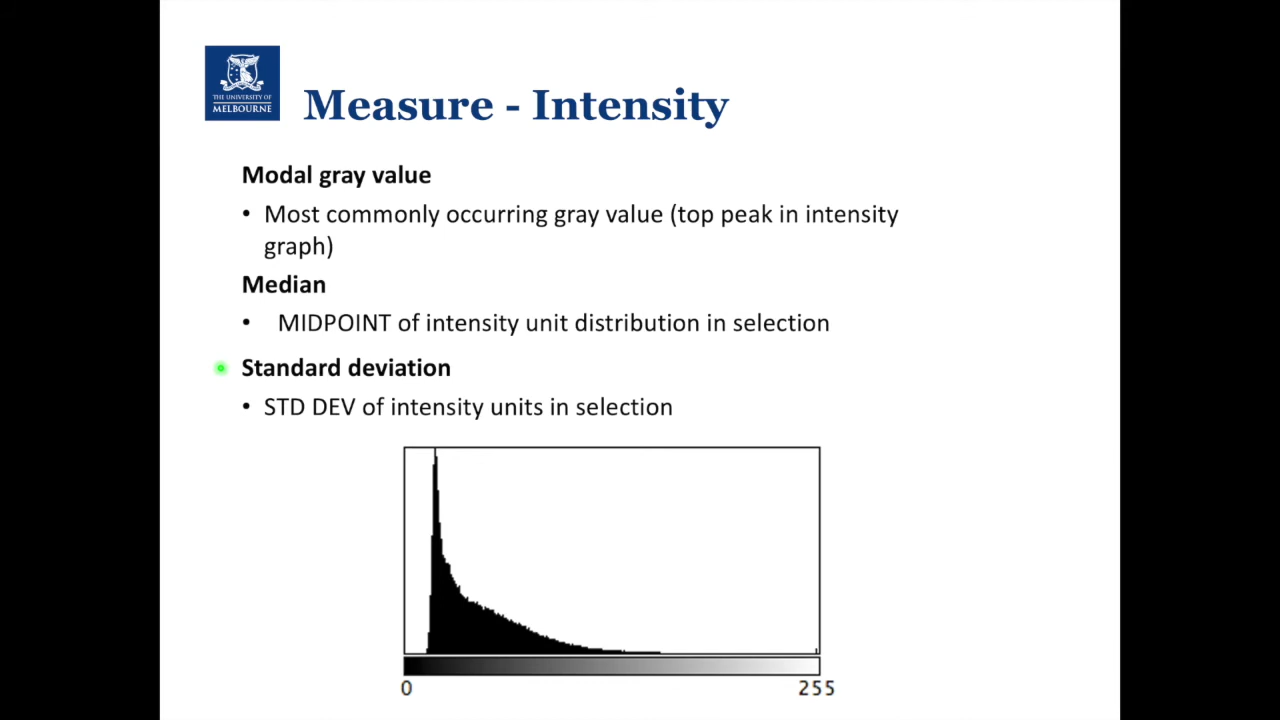 THE UNIVERSITY OF
MELBOURNE
Measure - Intensity
Modal gray value
• Most commonly occurring gray value (top peak in intensity
graph)
Median
• MIDPOINT of intensity unit distribution in selection
Standard deviation
• STD DEV of intensity units in selection
0 255